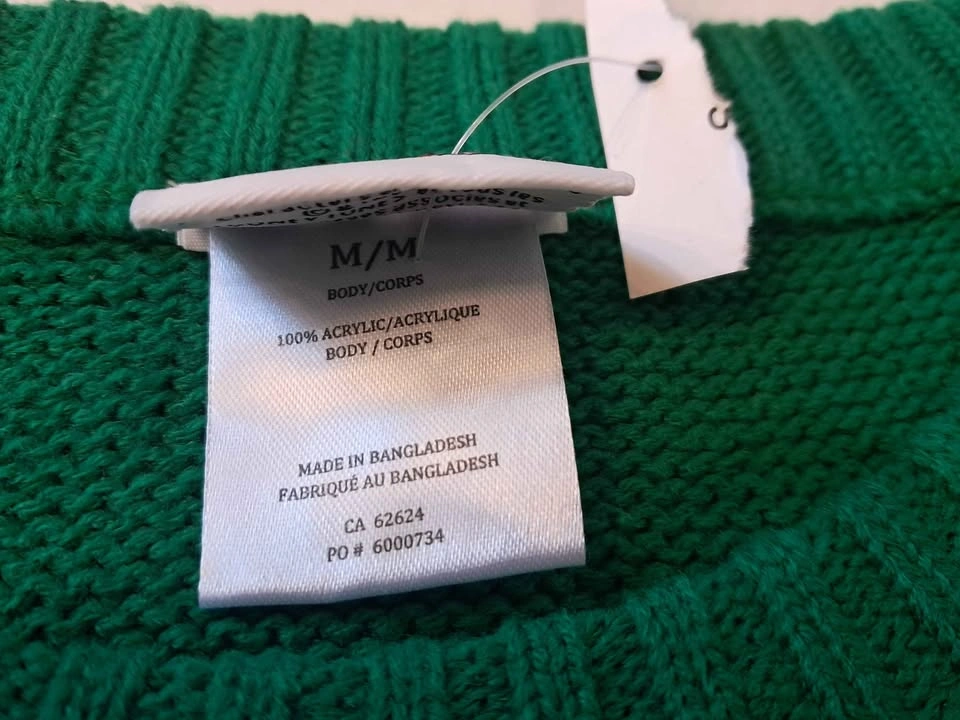 M/M
BODY/CORPS
100% ACRYLIC/ACRYLIQUE
BODY / CORPS
MADE IN BANGLADESH
FABRIQUÉ AU BANGLADESH
CA 62624
PO # 6000734